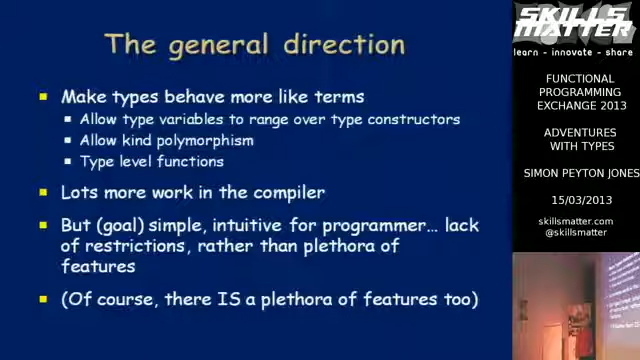 The general direction
Make types behave more like terms
Allow type variables to range over type constructors
Allow kind polymorphism
Type level functions
Lots more work in the compiler
But (goal) simple, intuitive for programmer… lack
of restrictions, rather than plethora of
features
(Of course, there IS a plethora of features too)
SKILLS
MATTER
learn - innovate - share
FUNCTIONAL
PROGRAMMING
EXCHANGE 2013
ADVENTURES
WITH TYPES
SIMON PEYTON JONES
15/03/2013
skillsmatter.com
@skillsmatter